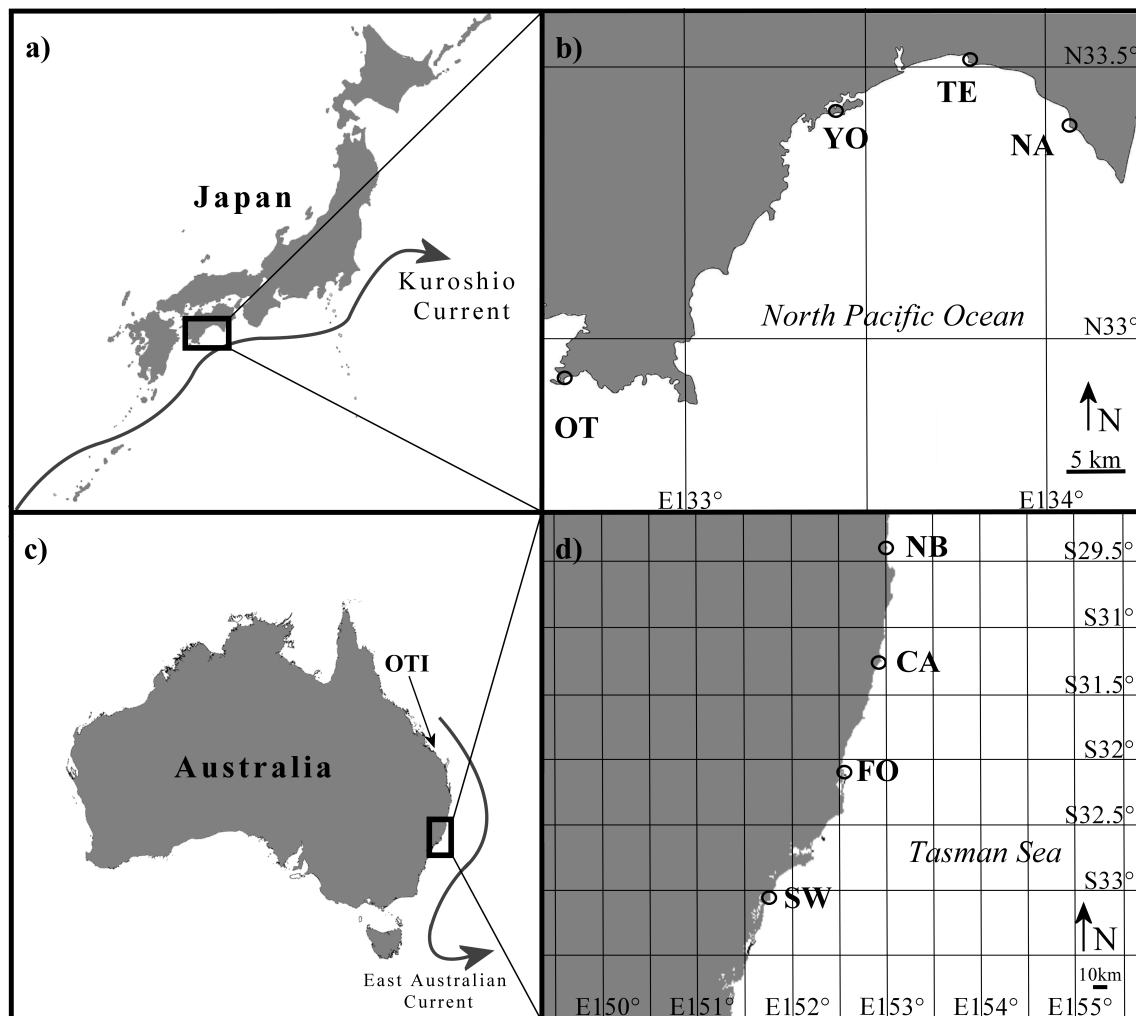 a)
Japan
Kuroshio
Current
b)
N33.5°
TE
YO
NA
North Pacific Ocean
N33°
OT
N
5 km
E133°
E134°
c)
OTI
Australia
East Australian
Current
d)
NB
S29.5°
S31°
CA
S31.5°
S32°
FO
S32.5°
Tasman Sea
S33°
SW
N
10km
E150°
E151°
E152°
E153°
E154°
E155°